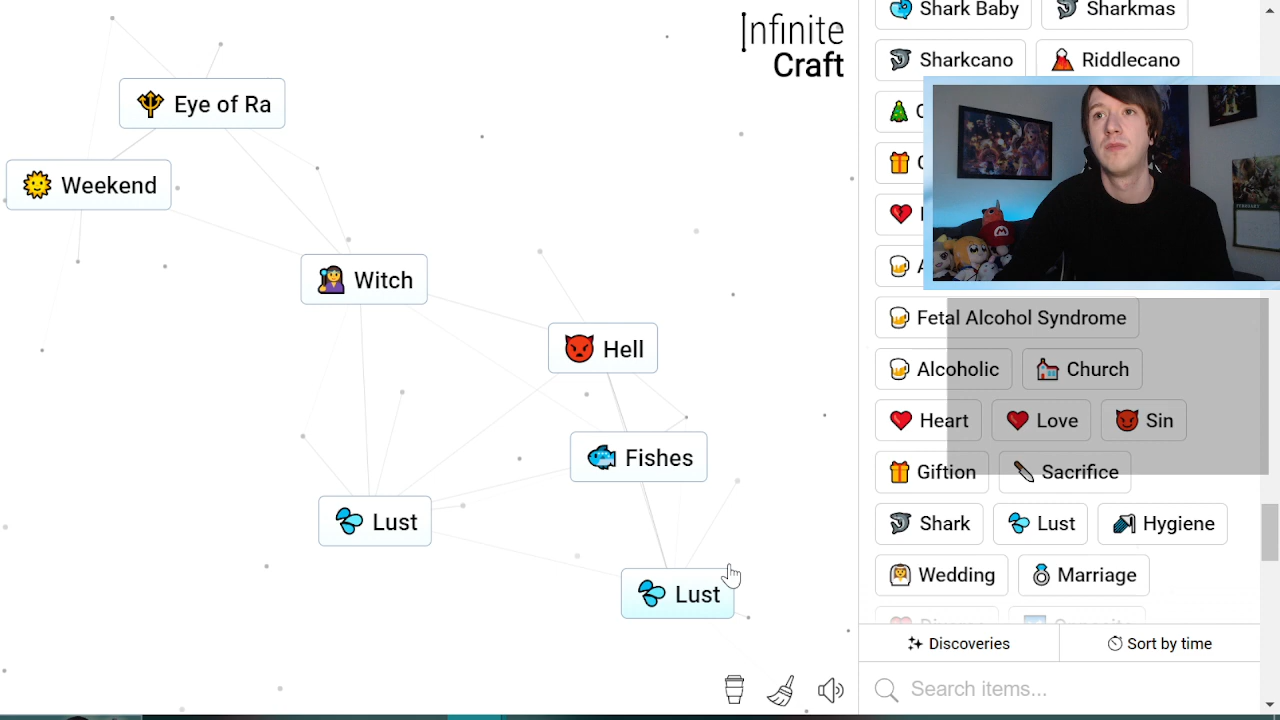 Infinite
Craft
Eye of Ra
Weekend
Witch
Hell
Fishes
Lust
Lust
Shark Baby
Sharkmas
Sharkcano
Riddlecano
Fetal Alcohol Syndrome
Alcoholic
Church
Heart
Love
Sin
Giftion
Sacrifice
Shark
Lust
Hygiene
Wedding
Marriage
Discoveries
Sort by time
Search items...